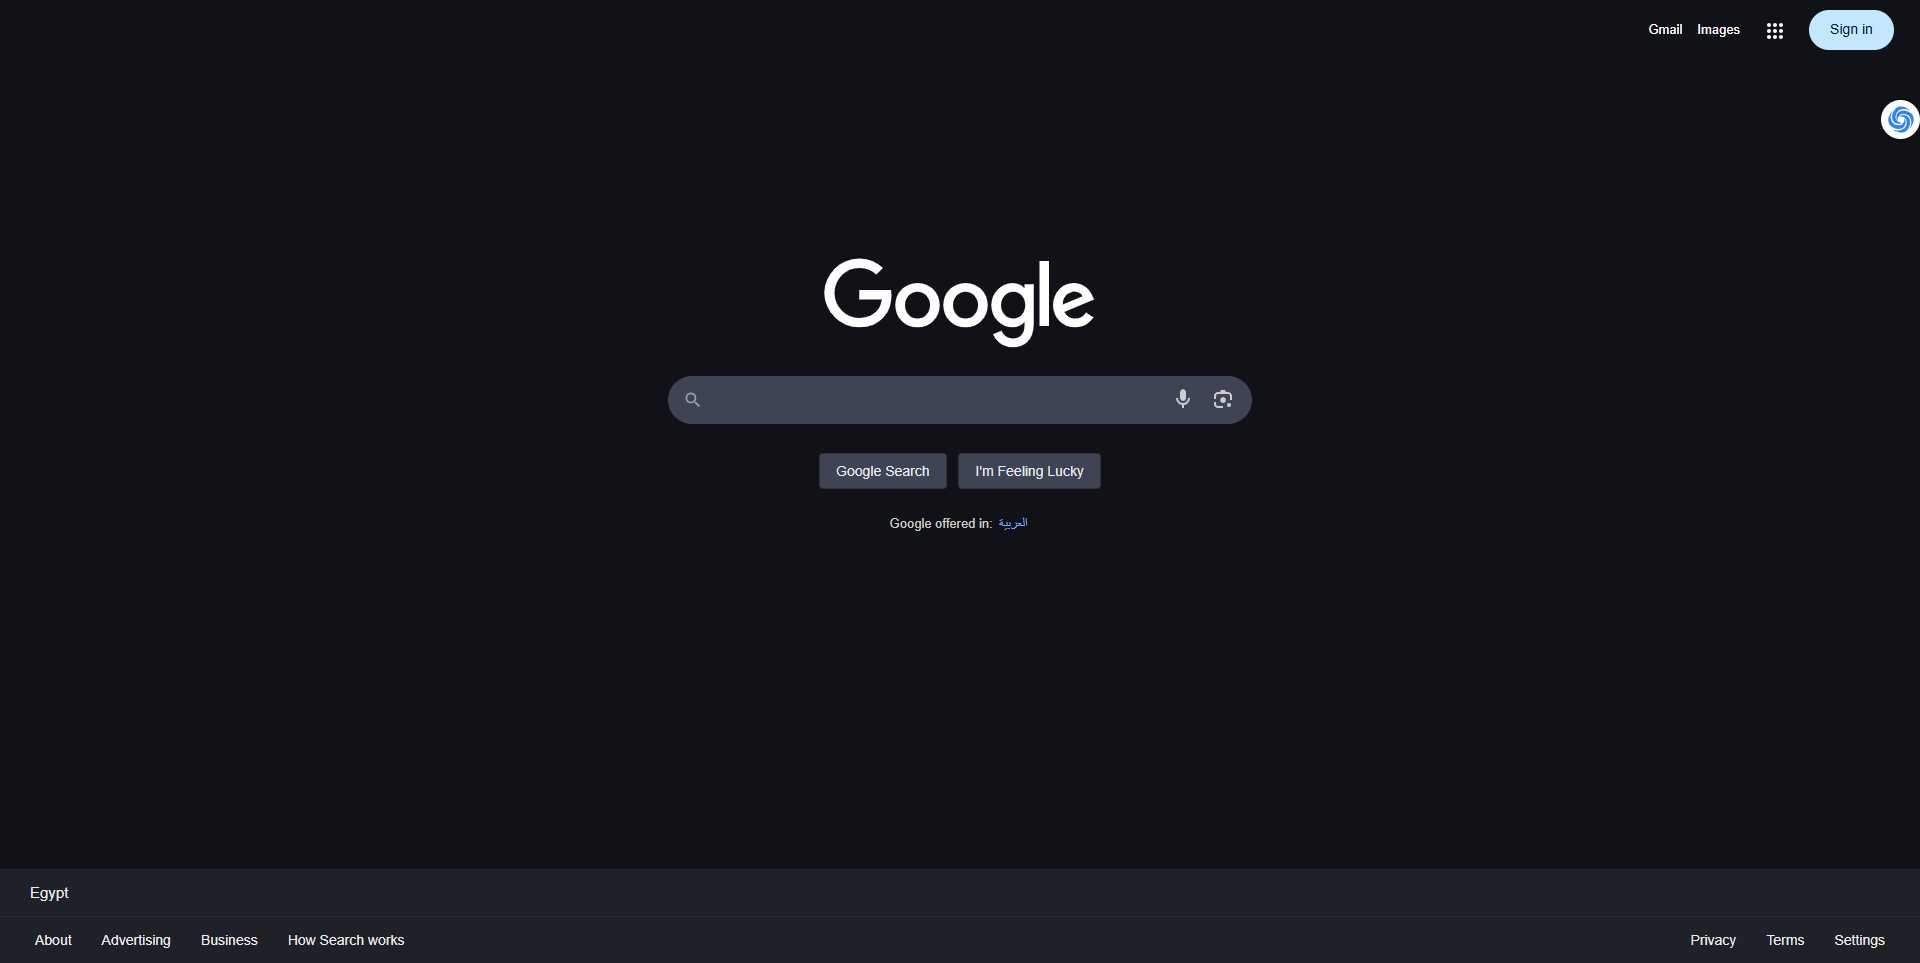 Gmail Images Sign in
Google
Google Search I'm Feeling Lucky
Google offered in: العربية
Egypt
About Advertising Business How Search works Privacy Terms Settings